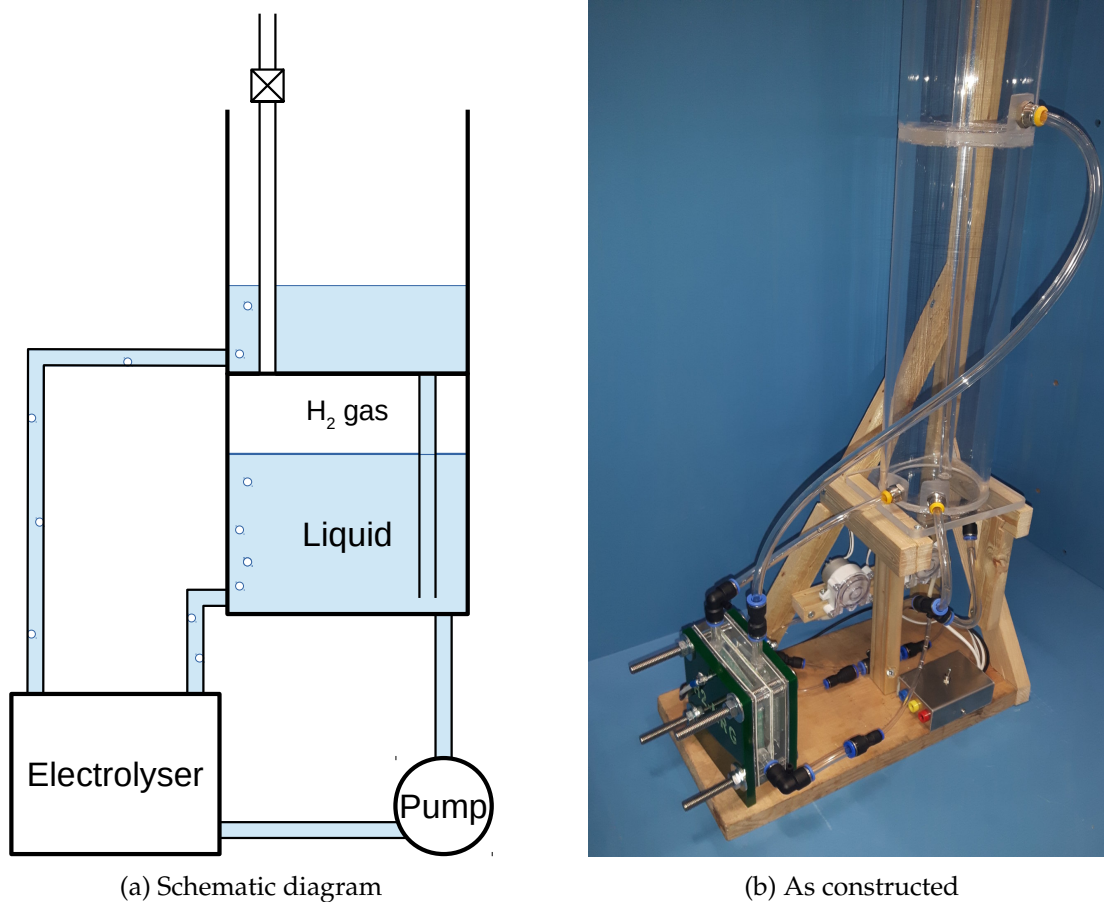 H₂ gas
Liquid
Electrolyser
Pump
(a) Schematic diagram
(b) As constructed